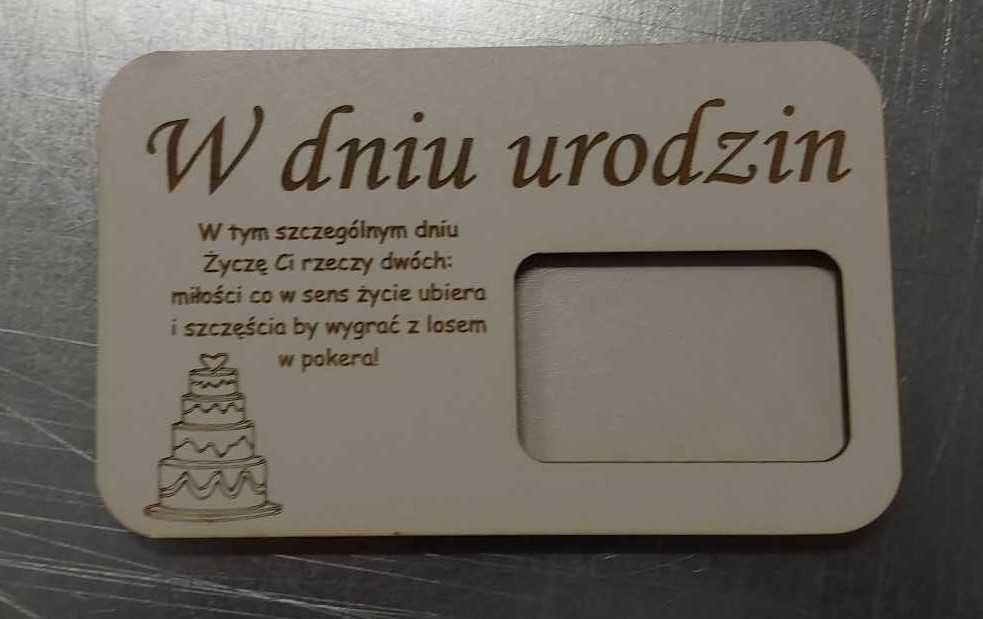 W dniu urodzin
W tym szczególnym dniu
Życzę Ci rzeczy dwóch:
miłości co w sens życie ubiera
i szczęścia by wygrać z losem
w pokera!